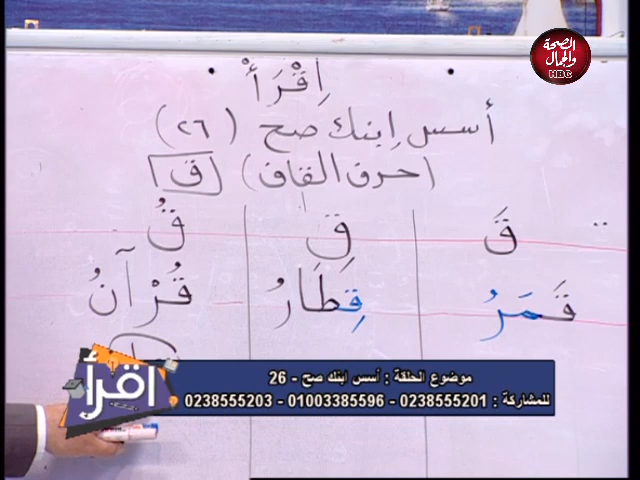 الصحة
والجمال
HBC
اِقْرَأْ
أسس اِبنك صح (٢٦)
(حرف القاف) ق
قَ قِ قُ
قَمَرُ قِطَارُ قُرْآنُ
اقرأ
موضوع الحلقة : أسس ابنك صح - 26
للمشاركة : 0238555201 - 01003385596 - 0238555203